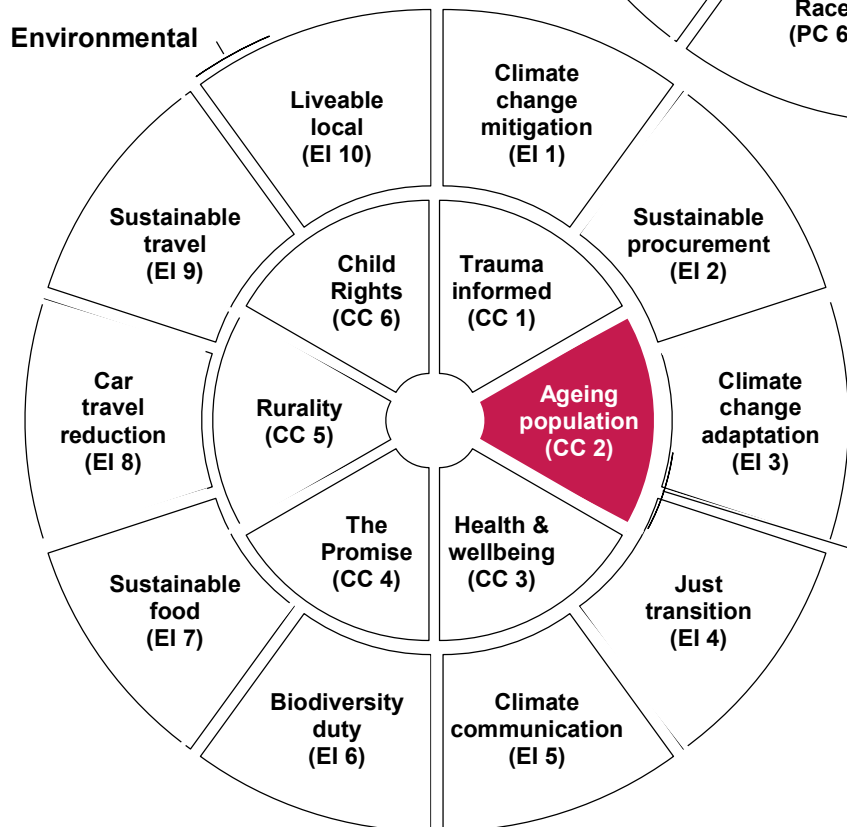 Environmental
Race
(PC 6
Climate
change
mitigation
(EI 1)
Sustainable
procurement
(EI 2)
Climate
change
adaptation
(EI 3)
Just
transition
(EI 4)
Climate
communication
(EI 5)
Biodiversity
duty
(EI 6)
Sustainable
food
(EI 7)
Car
travel
reduction
(EI 8)
Sustainable
travel
(EI 9)
Liveable
local
(EI 10)
Trauma
informed
(CC 1)
Ageing
population
(CC 2)
Health &
wellbeing
(CC 3)
The
Promise
(CC 4)
Rurality
(CC 5)
Child
Rights
(CC 6)